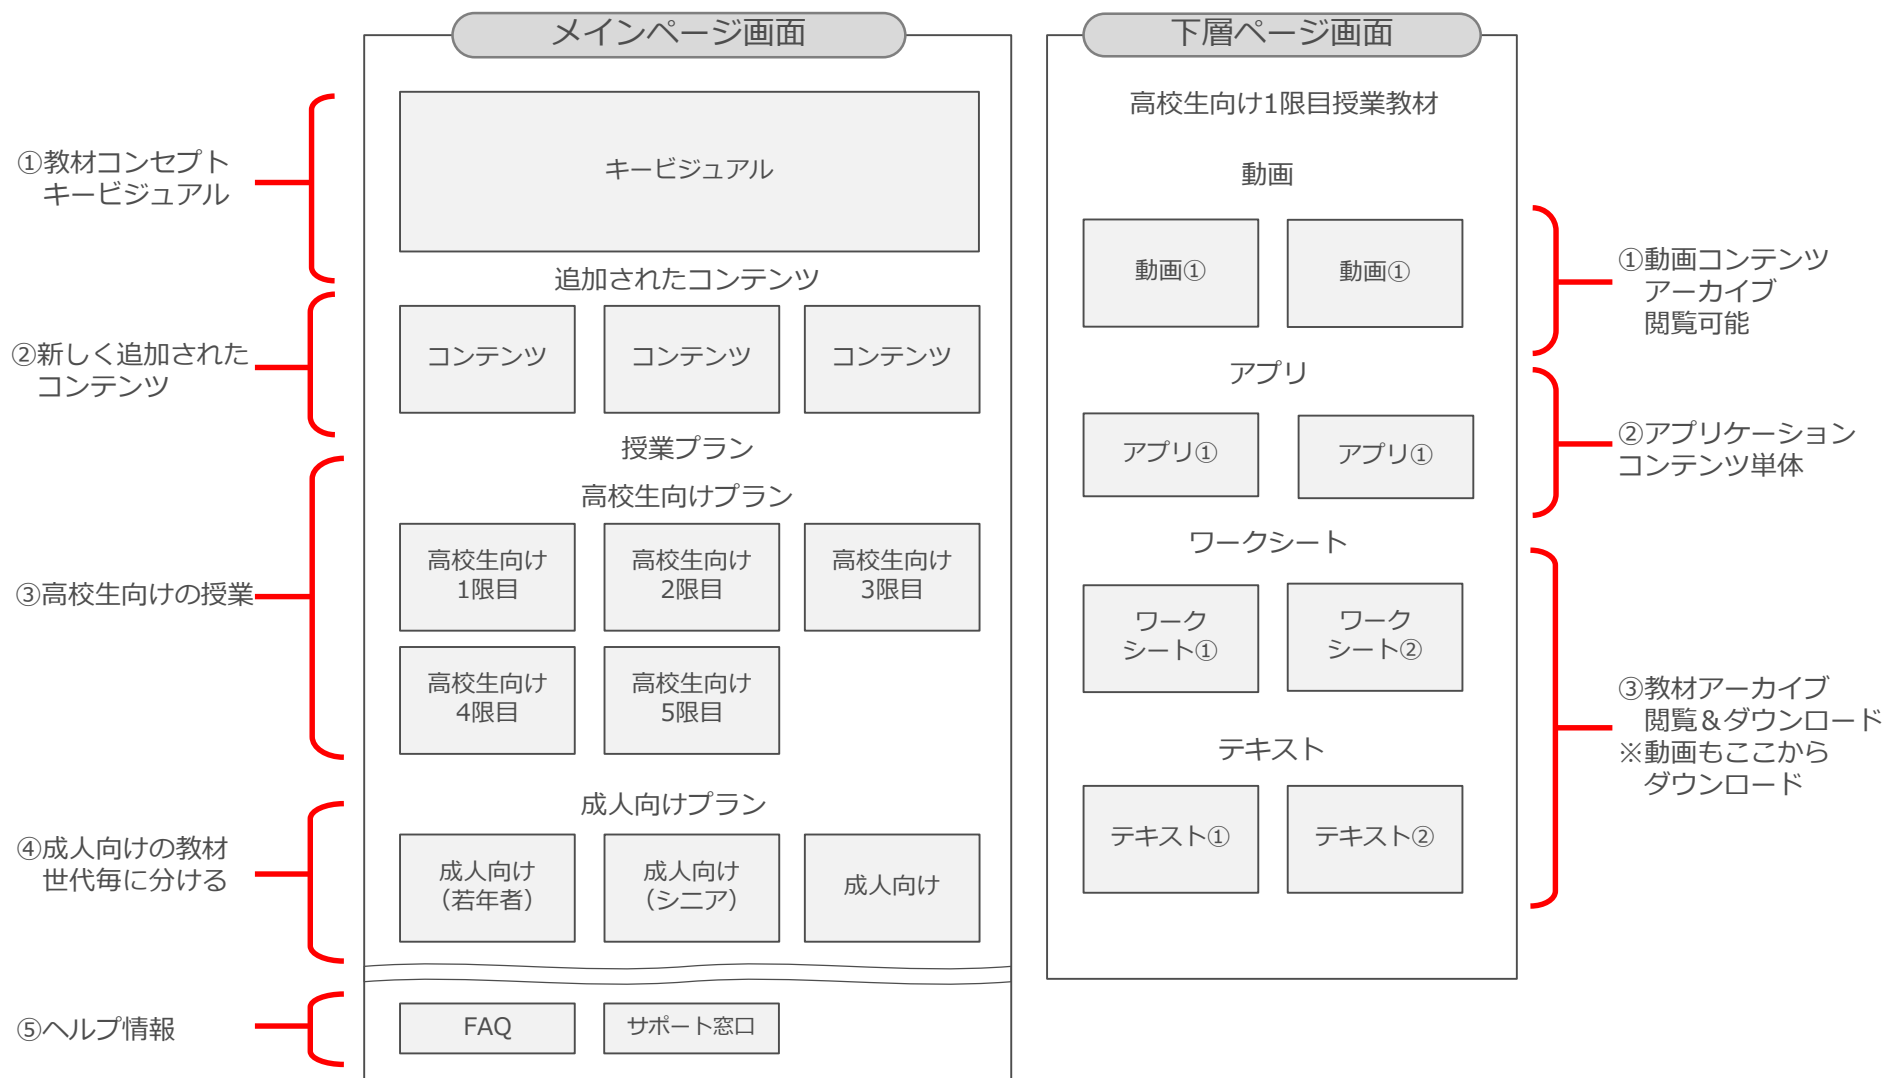 メインページ画面
①教材コンセプト
キービジュアル
キービジュアル
追加されたコンテンツ
②新しく追加された
コンテンツ
コンテンツ
コンテンツ
コンテンツ
授業プラン
高校生向けプラン
③高校生向けの授業
高校生向け
1限目
高校生向け
2限目
高校生向け
3限目
高校生向け
4限目
高校生向け
5限目
成人向けプラン
④成人向けの教材
世代毎に分ける
成人向け
（若年者）
成人向け
（シニア）
成人向け
⑤ヘルプ情報
FAQ
サポート窓口
下層ページ画面
高校生向け1限目授業教材
動画
動画①
動画①
①動画コンテンツ
アーカイブ
閲覧可能
アプリ
アプリ①
アプリ①
②アプリケーション
コンテンツ単体
ワークシート
ワーク
シート①
ワーク
シート②
③教材アーカイブ
閲覧＆ダウンロード
※動画もここから
ダウンロード
テキスト
テキスト①
テキスト②